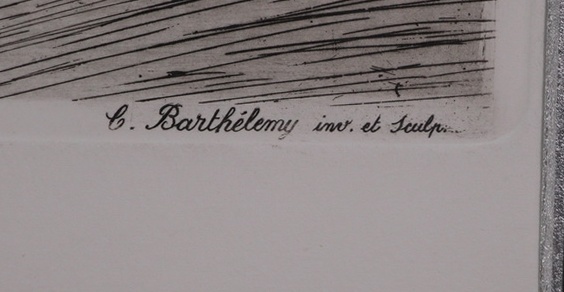 C. Barthélemy inv. et Sculp.